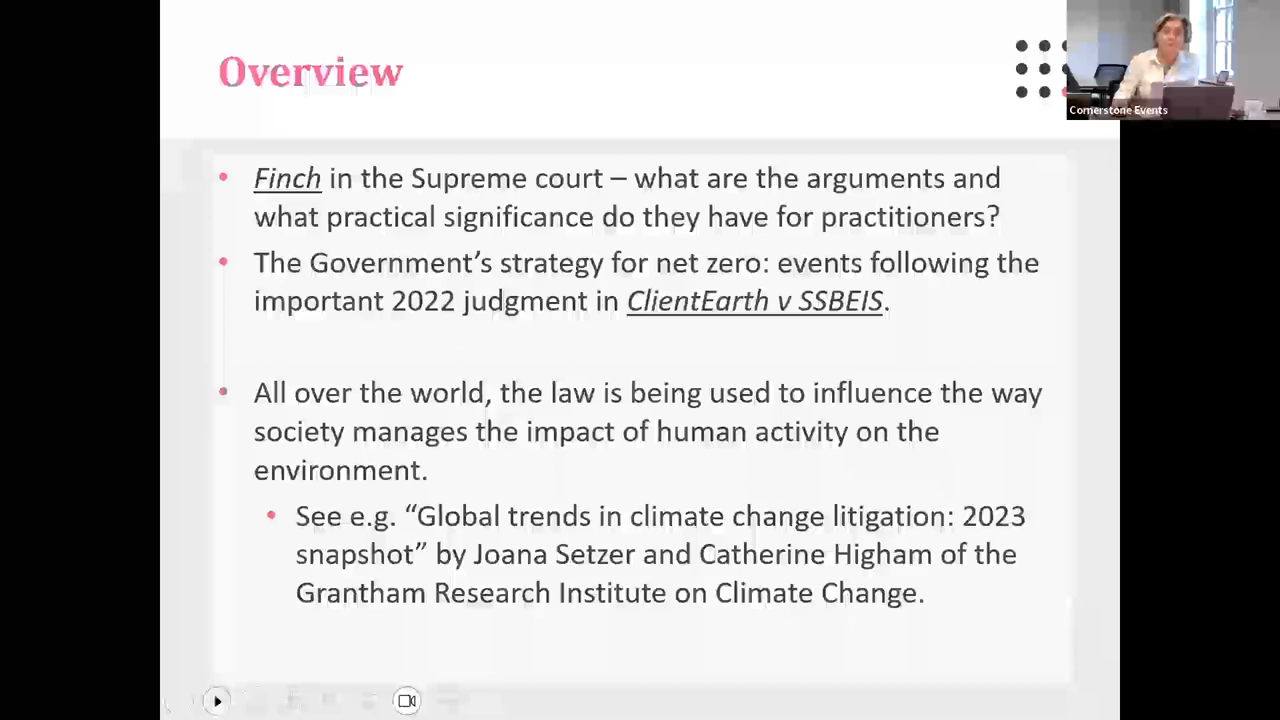 Overview
Cornerstone Events
Finch in the Supreme court – what are the arguments and
what practical significance do they have for practitioners?
The Government’s strategy for net zero: events following the
important 2022 judgment in ClientEarth v SSBEIS.
All over the world, the law is being used to influence the way
society manages the impact of human activity on the
environment.
See e.g. “Global trends in climate change litigation: 2023
snapshot” by Joana Setzer and Catherine Higham of the
Grantham Research Institute on Climate Change.